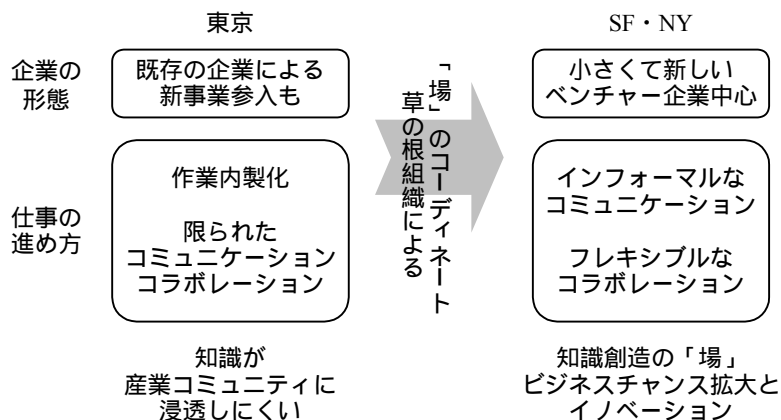 東京
SF・NY
企業の
形態
既存の企業による
新事業参入も
小さくて新しい
ベンチャー企業中心
草の根組織による
「場」のコーディネート
仕事の
進め方
作業内製化
限られた
コミュニケーション
コラボレーション
インフォーマルな
コミュニケーション
フレキシブルな
コラボレーション
知識が
産業コミュニティに
浸透しにくい
知識創造の「場」
ビジネスチャンス拡大と
イノベーション